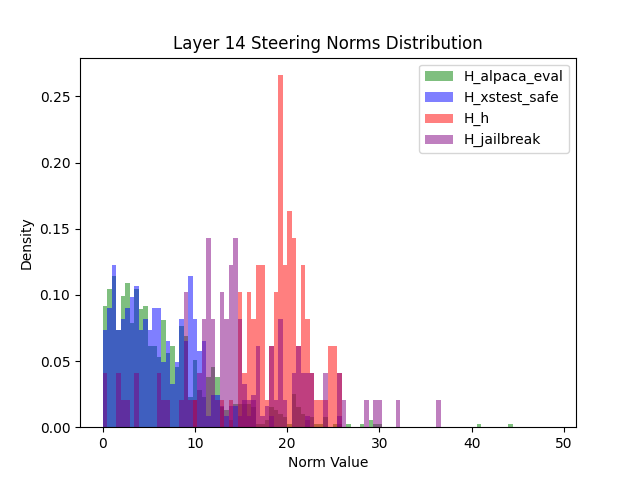 Layer 14 Steering Norms Distribution
H_alpaca_eval
H_xstest_safe
H_h
H_jailbreak
Density
0.25
0.20
0.15
0.10
0.05
0.00
0 10 20 30 40 50
Norm Value